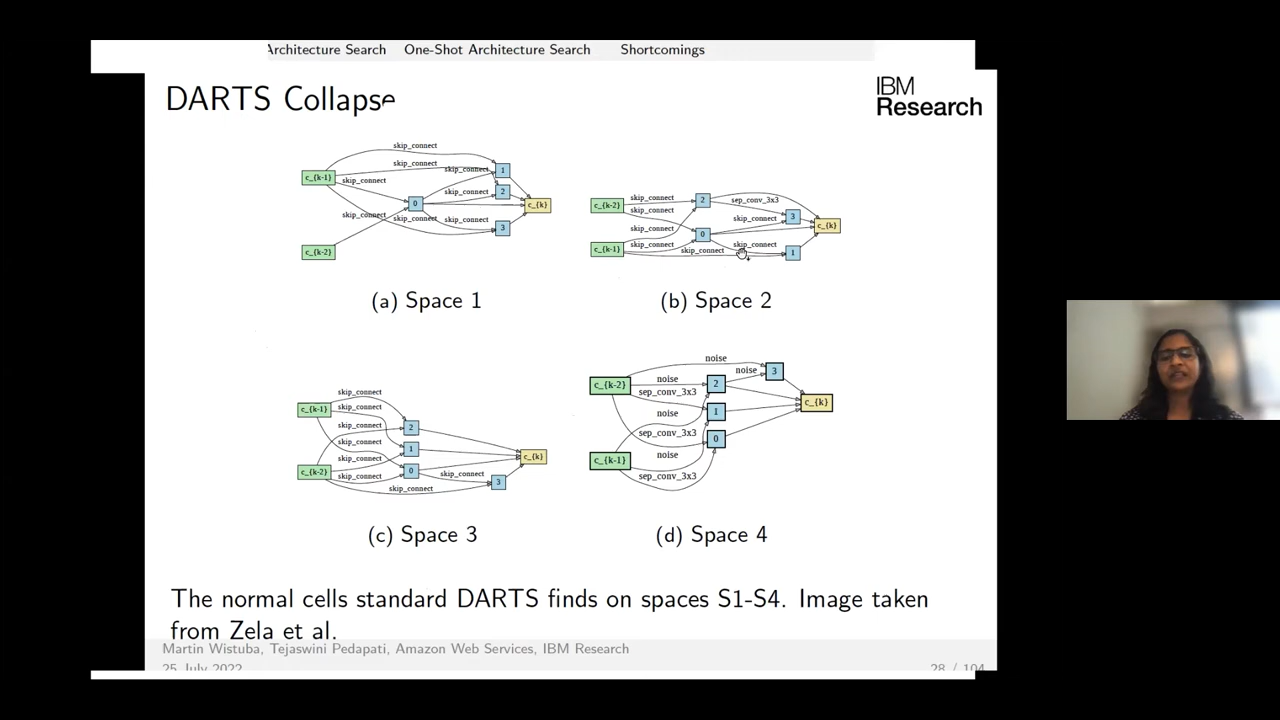 Architecture Search One-Shot Architecture Search Shortcomings
DARTS Collapse
IBM
Research
skip_connect
skip_connect
c_{k-1}
skip_connect
skip_connect
1
skip_connect
2
0
c_{k}
skip_connect
skip_connect
skip_connect
3
c_{k-2}
(a) Space 1
skip_connect
2
sep_conv_3x3
c_{k-2}
skip_connect
skip_connect
3
c_{k}
skip_connect
0
c_{k-1}
skip_connect
skip_connect
skip_connect
1
(b) Space 2
skip_connect
c_{k-1}
skip_connect
2
skip_connect
skip_connect
1
c_{k}
skip_connect
0
c_{k-2}
skip_connect
skip_connect
3
skip_connect
(c) Space 3
noise
noise
3
c_{k-2}
noise
2
sep_conv_3x3
c_{k}
noise
1
sep_conv_3x3
0
c_{k-1}
noise
sep_conv_3x3
(d) Space 4
The normal cells standard DARTS finds on spaces S1-S4. Image taken
from Zela et al.
Martin Wistuba, Tejaswini Pedapati, Amazon Web Services, IBM Research
25 July 2022 28 / 104